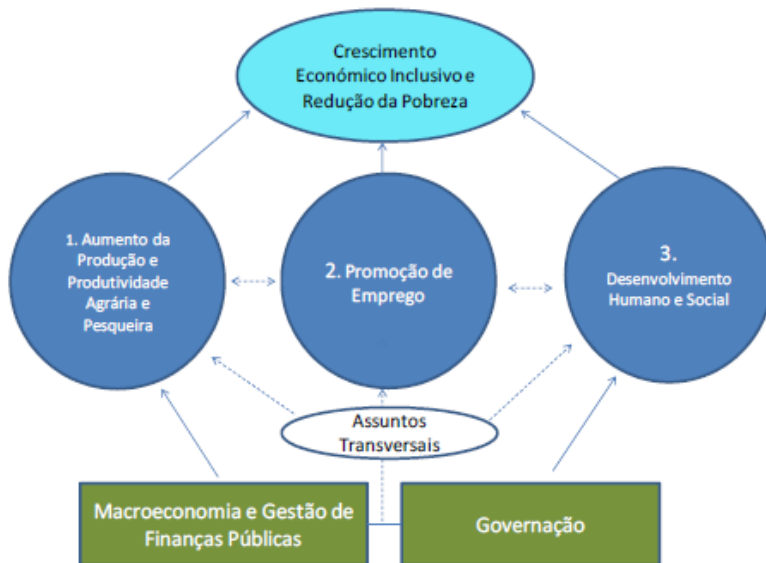 Crescimento
Económico Inclusivo e
Redução da Pobreza
1. Aumento da
Produção e
Produtividade
Agrária e
Pesqueira
2. Promoção de
Emprego
3.
Desenvolvimento
Humano e Social
Assuntos
Transversais
Macroeconomia e Gestão de
Finanças Públicas
Governação